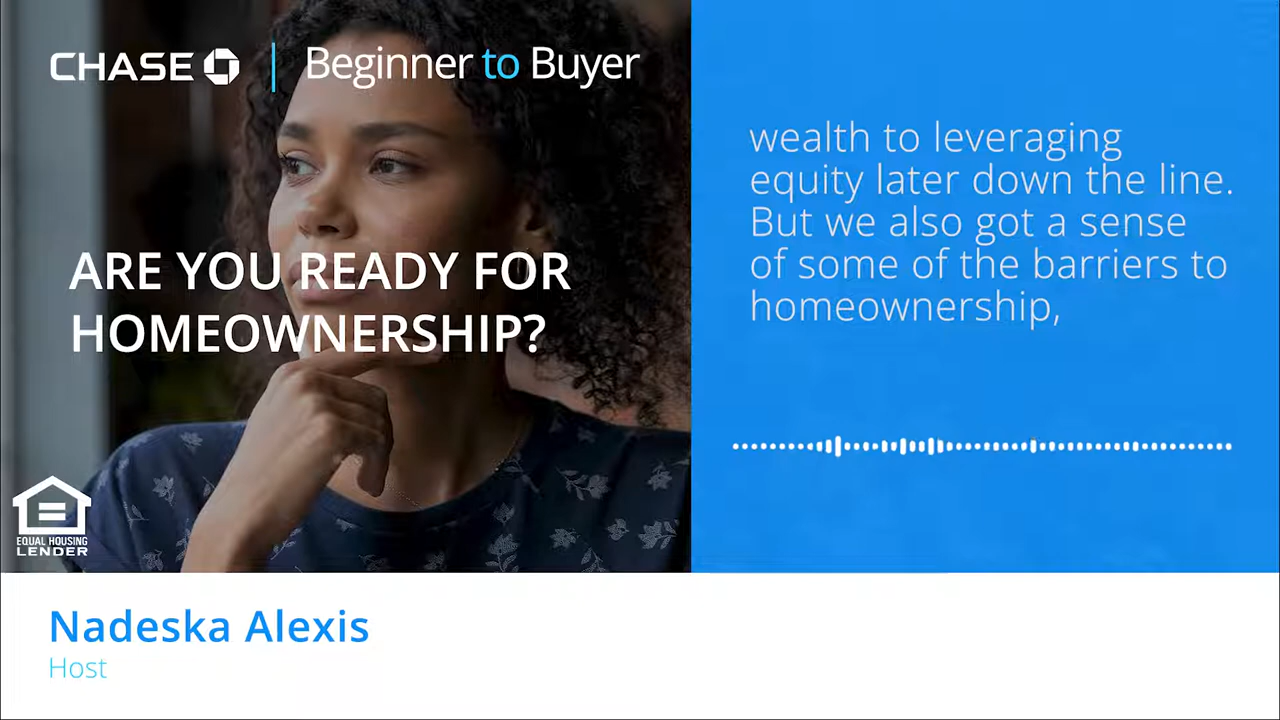 CHASE
Beginner to Buyer
ARE YOU READY FOR
HOMEOWNERSHIP?
EQUAL HOUSING
LENDER
wealth to leveraging
equity later down the line.
But we also got a sense
of some of the barriers to
homeownership,
Nadeska Alexis
Host